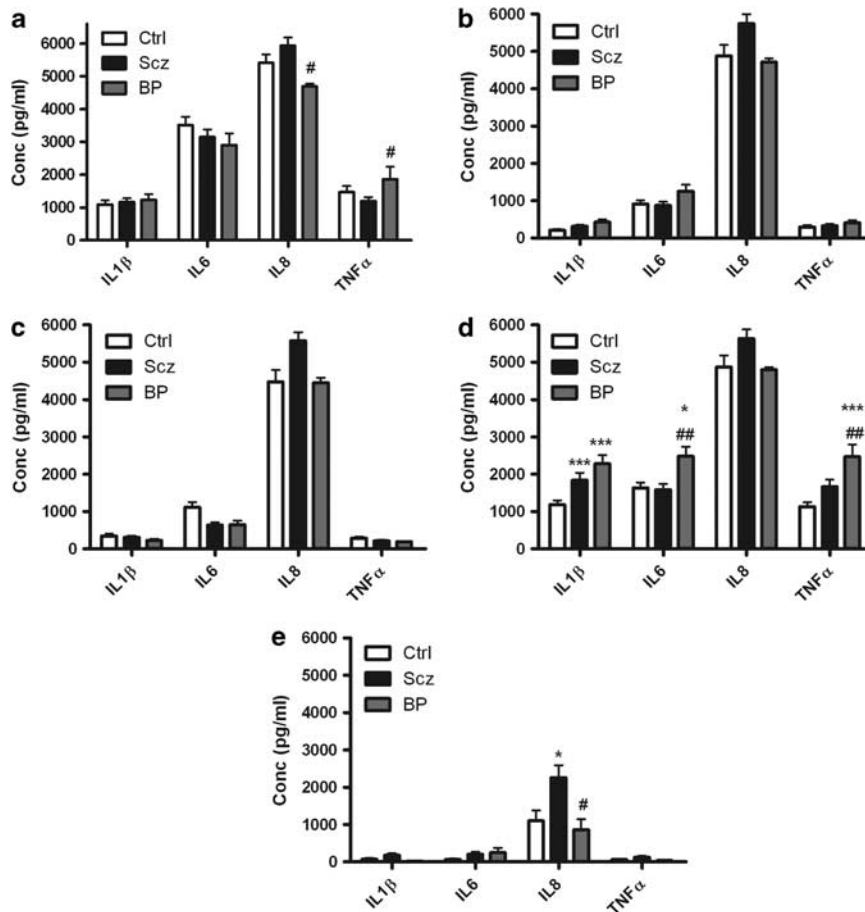 a
Ctrl
Scz
BP
Conc (pg/ml)
6000
5000
4000
3000
2000
1000
0
#
#
IL1β
IL6
IL8
TNFα
b
Ctrl
Scz
BP
Conc (pg/ml)
6000
5000
4000
3000
2000
1000
0
IL1β
IL6
IL8
TNFα
c
Ctrl
Scz
BP
Conc (pg/ml)
6000
5000
4000
3000
2000
1000
0
IL1β
IL6
IL8
TNFα
d
Ctrl
Scz
BP
Conc (pg/ml)
6000
5000
4000
3000
2000
1000
0
***
***
*
##
***
##
IL1β
IL6
IL8
TNFα
e
Ctrl
Scz
BP
Conc (pg/ml)
6000
5000
4000
3000
2000
1000
0
*
#
IL1β
IL6
IL8
TNFα